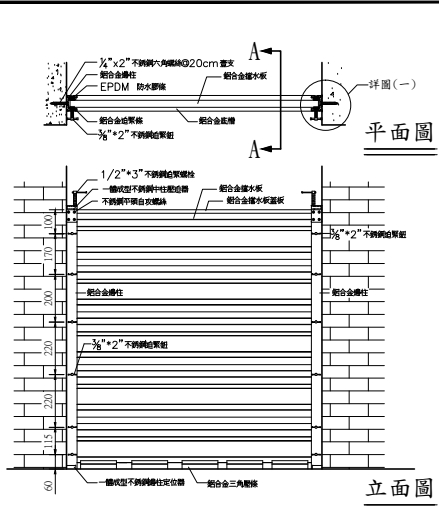 1/4"x2"不銹鋼六角螺絲@20cm壹支
鋁合金邊柱
EPDM 防水膠條
鋁合金擋水板
鋁合金迫緊條
鋁合金底槽
3/8"*2"不銹鋼迫緊鈕
A
A
詳圖(一)
平面圖
1/2"*3"不銹鋼迫緊螺栓
一體成型不銹鋼中柱壓迫器
不銹鋼平頭自攻螺絲
鋁合金擋水板
鋁合金擋水板蓋板
3/8"*2"不銹鋼迫緊鈕
鋁合金邊柱
鋁合金邊柱
3/8"*2"不銹鋼迫緊鈕
100
170
200
220
220
115
60
一體成型不銹鋼邊柱定位器
鋁合金三角壓條
立面圖